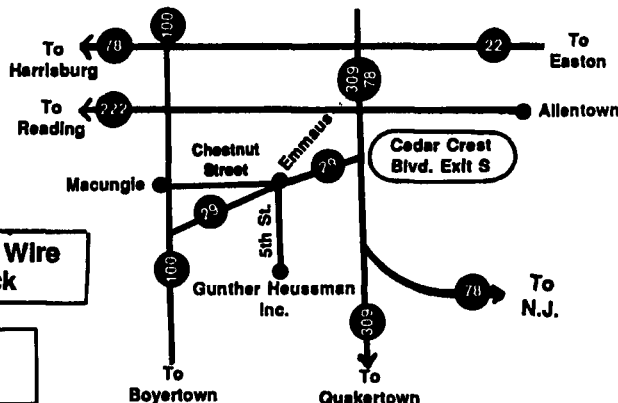 100
To
Harrisburg
78
22
To
Easton
309
78
To
Reading
222
Allentown
Emmaus
Chestnut
Street
29
Cedar Crest
Blvd. Exit S
Macungie
29
5th St.
Wire
ck
100
Gunther Heussman
Inc.
78
To
N.J.
309
To
Boyertown
To
Quakertown